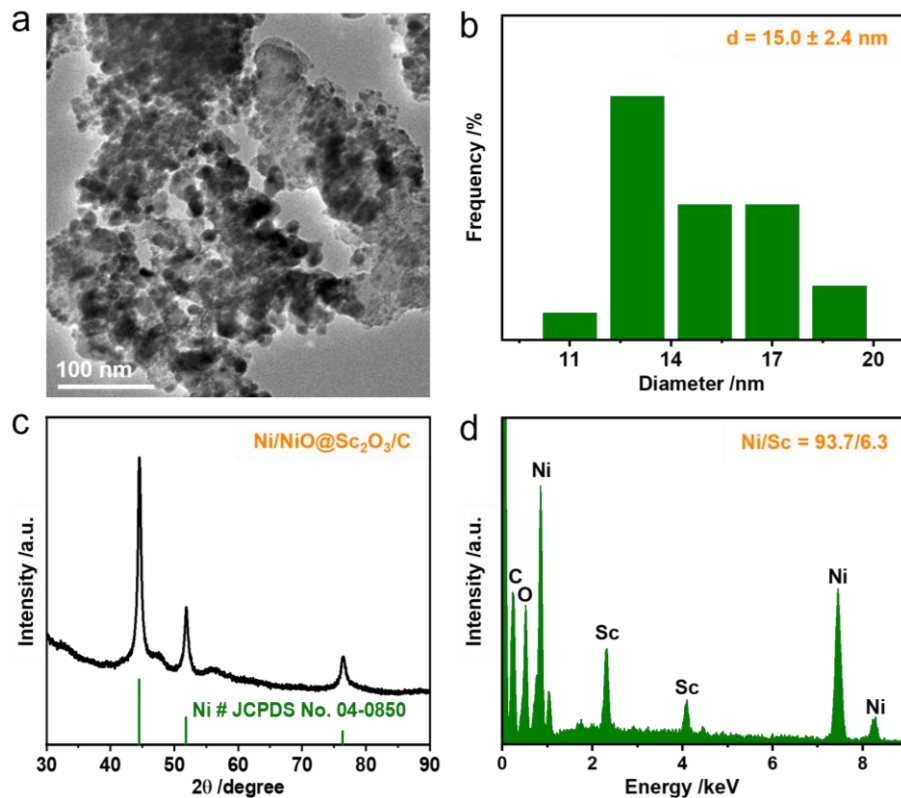 a
100 nm
b
d = 15.0 ± 2.4 nm
Frequency /%
11 14 17 20
Diameter /nm
c
Ni/NiO@Sc₂O₃/C
Intensity /a.u.
Ni # JCPDS No. 04-0850
30 40 50 60 70 80 90
2θ /degree
d
Ni/Sc = 93.7/6.3
Intensity /a.u.
Ni
C
O
Sc
Sc
Ni
Ni
0 2 4 6 8
Energy /keV